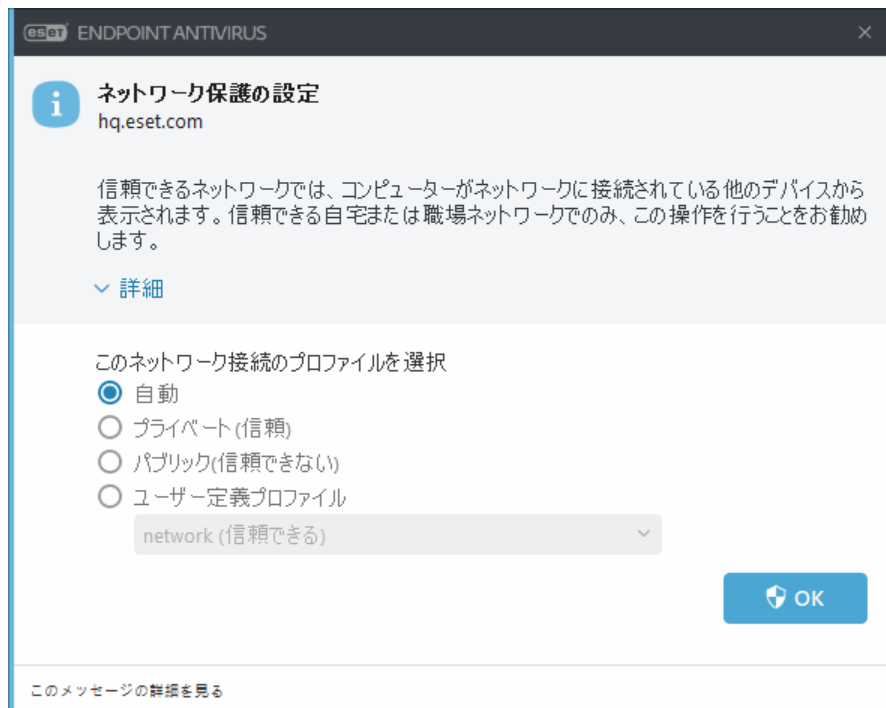 eset ENDPOINT ANTIVIRUS
ネットワーク保護の設定
hq.eset.com
信頼できるネットワークでは、コンピューターがネットワークに接続されている他のデバイスから
表示されます。信頼できる自宅または職場ネットワークでのみ、この操作を行うことをお勧め
します。
詳細
このネットワーク接続のプロファイルを選択
自動
プライベート(信頼)
パブリック(信頼できない)
ユーザー定義プロファイル
network (信頼できる)
OK
このメッセージの詳細を見る